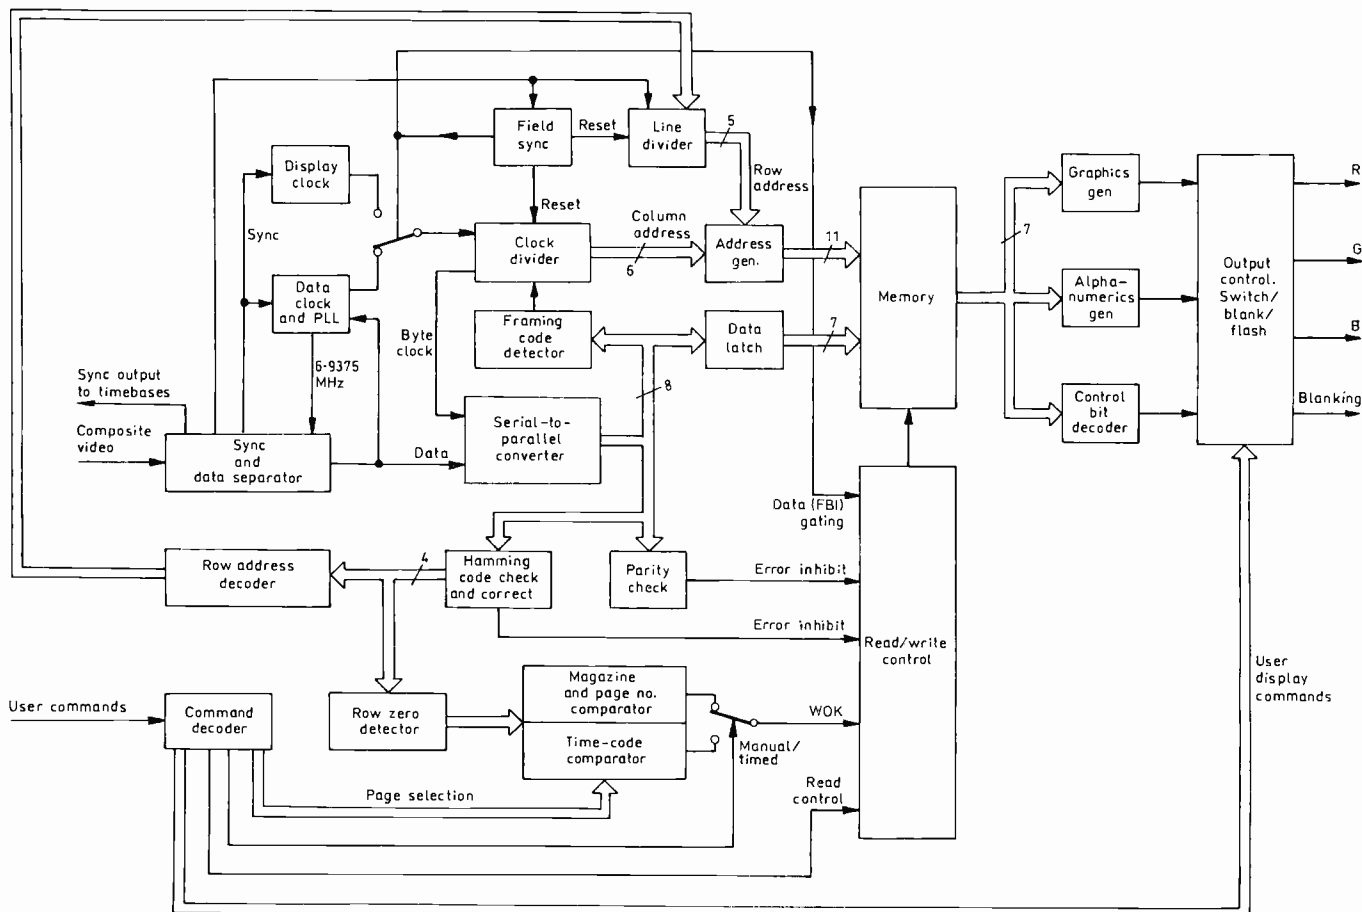 Field
sync
Reset
Line
divider
5
Row
address
Display
clock
Sync
Reset
Clock
divider
Column
address
6
Address
gen.
11
Memory
7
Graphics
gen
R
G
B
Blanking
Output
control.
Switch/
blank/
flash
Data
clock
and PLL
6-9375
MHz
Byte
clock
Framing
code
detector
Data
latch
7
8
Alpha-
numerics
gen
Control
bit
decoder
Sync output
to timebases
Composite
video
Sync
and
data separator
Data
Serial-to-
parallel
converter
Data (FBI)
gating
Row address
decoder
4
Hamming
code check
and correct
Parity
check
Error inhibit
Error inhibit
Read/write
control
User
display
commands
User commands
Command
decoder
Row zero
detector
Magazine
and page no.
comparator
Time-code
comparator
WOK
Manual/
timed
Page selection
Read
control